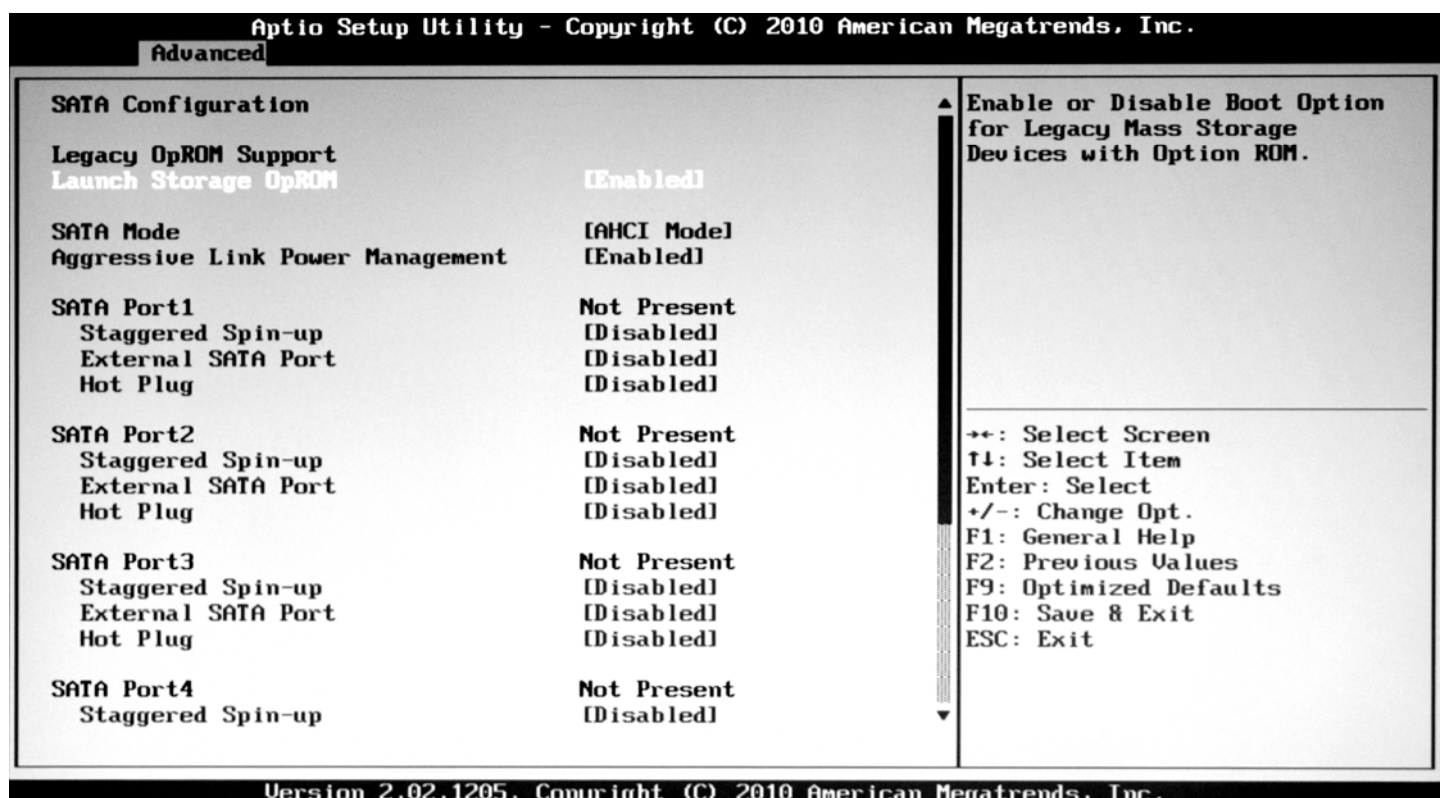 Aptio Setup Utility - Copyright (C) 2010 American Megatrends, Inc.
Advanced
SATA Configuration
Legacy OpROM Support
Launch Storage OpROM [Enabled]
SATA Mode [AHCI Mode]
Aggressive Link Power Management [Enabled]
SATA Port1 Not Present
Staggered Spin-up [Disabled]
External SATA Port [Disabled]
Hot Plug [Disabled]
SATA Port2 Not Present
Staggered Spin-up [Disabled]
External SATA Port [Disabled]
Hot Plug [Disabled]
SATA Port3 Not Present
Staggered Spin-up [Disabled]
External SATA Port [Disabled]
Hot Plug [Disabled]
SATA Port4 Not Present
Staggered Spin-up [Disabled]
Enable or Disable Boot Option
for Legacy Mass Storage
Devices with Option ROM.
→←: Select Screen
↑↓: Select Item
Enter: Select
+/-: Change Opt.
F1: General Help
F2: Previous Values
F9: Optimized Defaults
F10: Save & Exit
ESC: Exit
Version 2.02.1205. Copyright (C) 2010 American Megatrends, Inc.